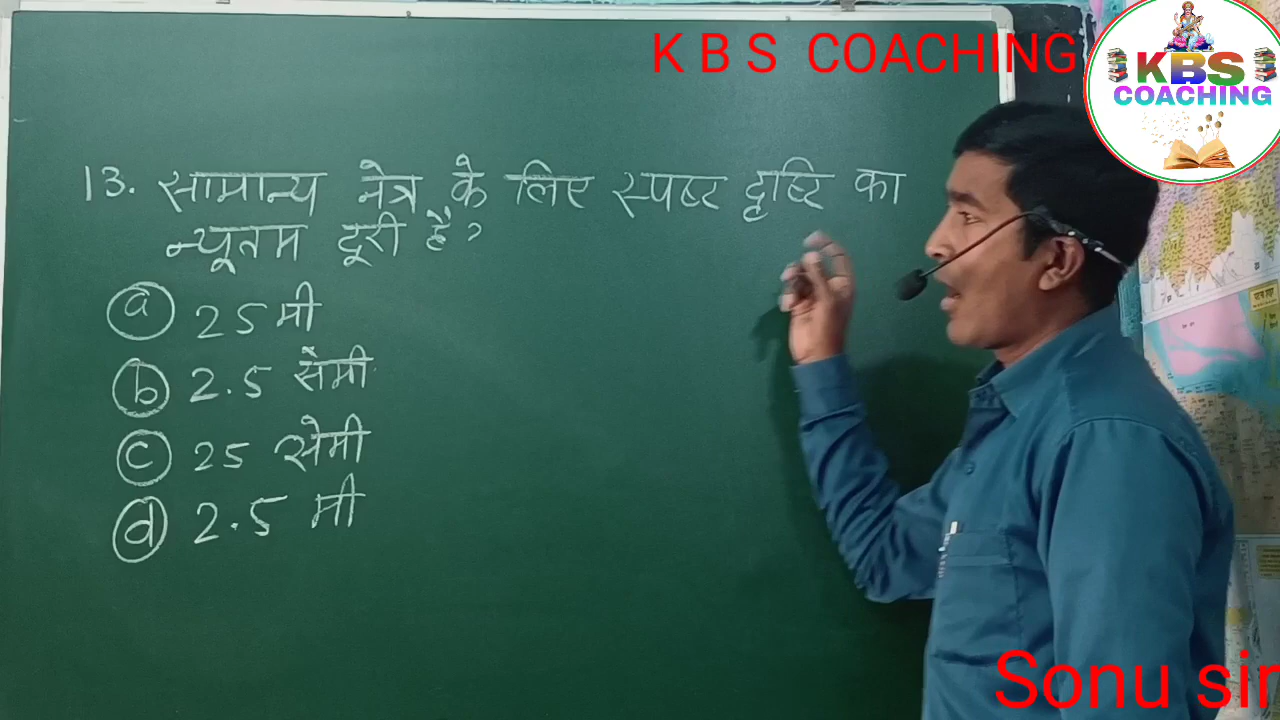 K B S COACHING
KBS
COACHING
13. सामान्य नेत्र के लिए स्पष्ट दृष्टि का
न्यूनतम दूरी है?
(a) 25 मी
(b) 2.5 सेमी
(c) 25 सेमी
(d) 2.5 मी
Sonu sir